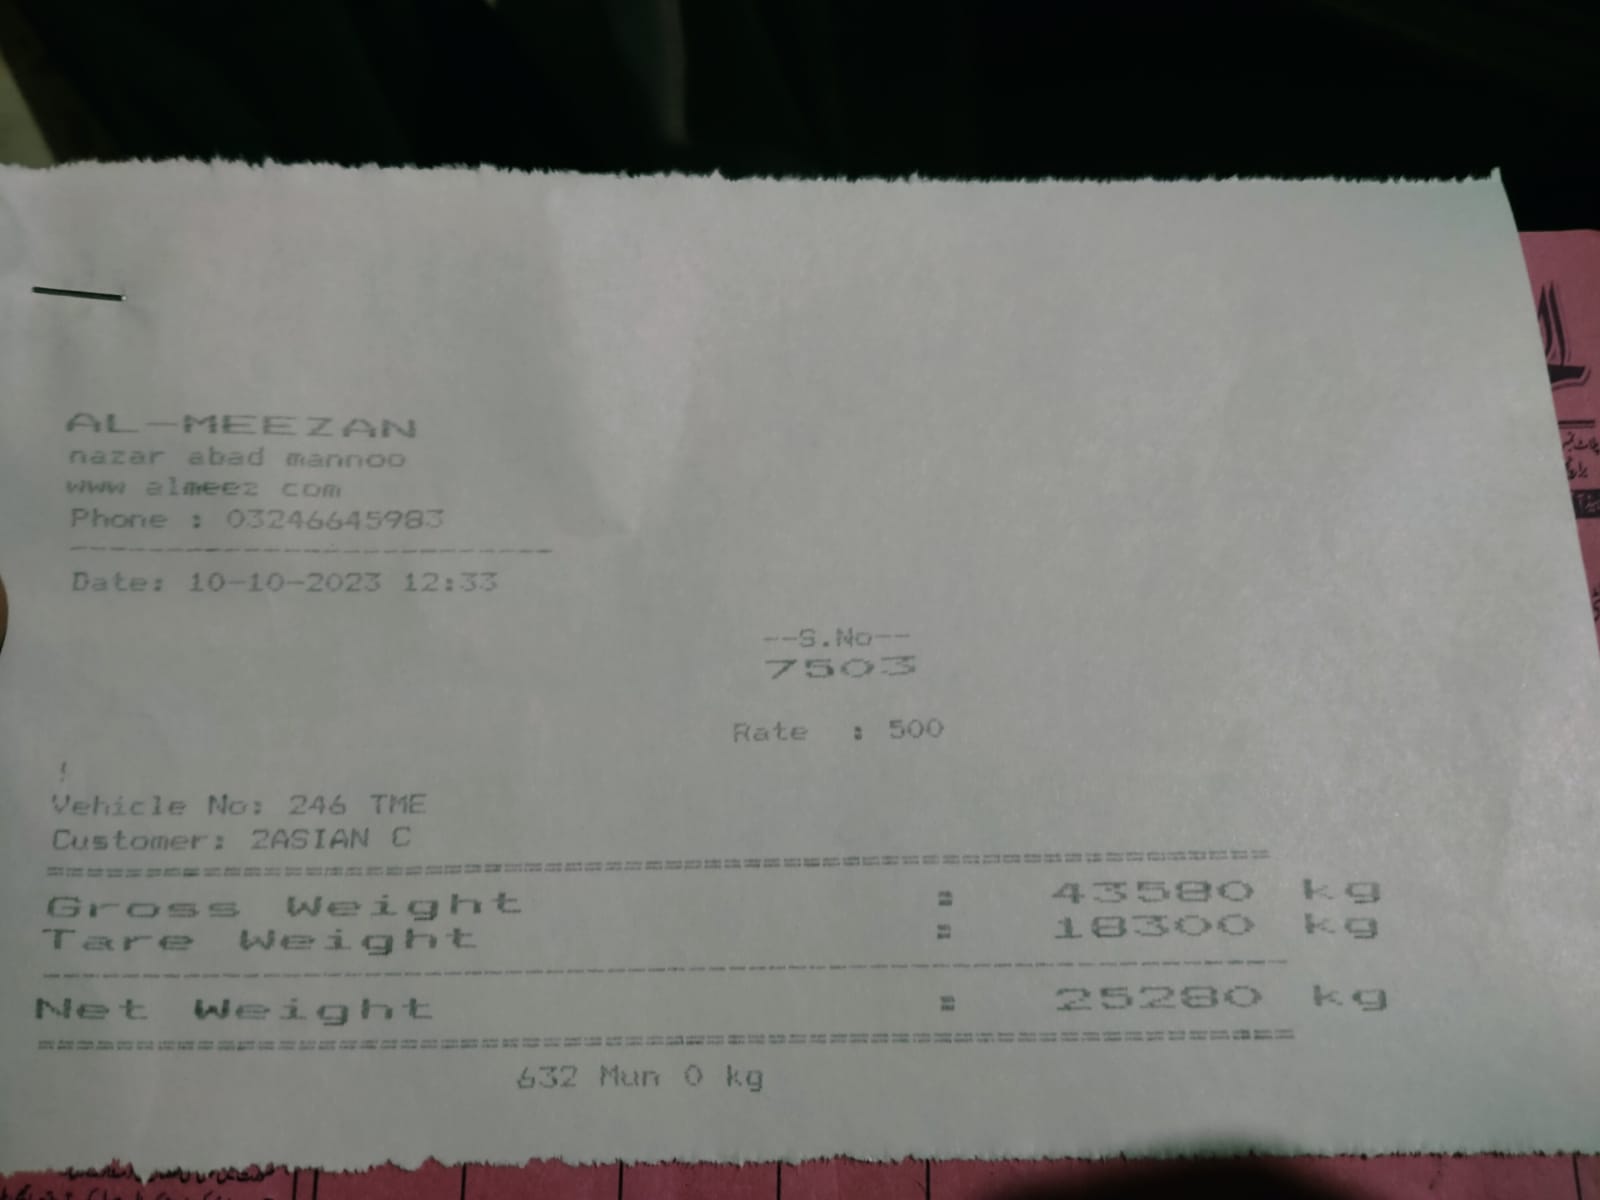 AL-MEEZAN
nazar abad mannoo
www almeez com
Phone : 03246645983
--------------------------
Date: 10-10-2023 12:33
--S.No--
7503
Rate : 500
Vehicle No: 246 TME
Customer: 2ASIAN C
Gross Weight : 43580 kg
Tare Weight : 18300 kg
Net Weight : 25280 kg
632 Mun 0 kg